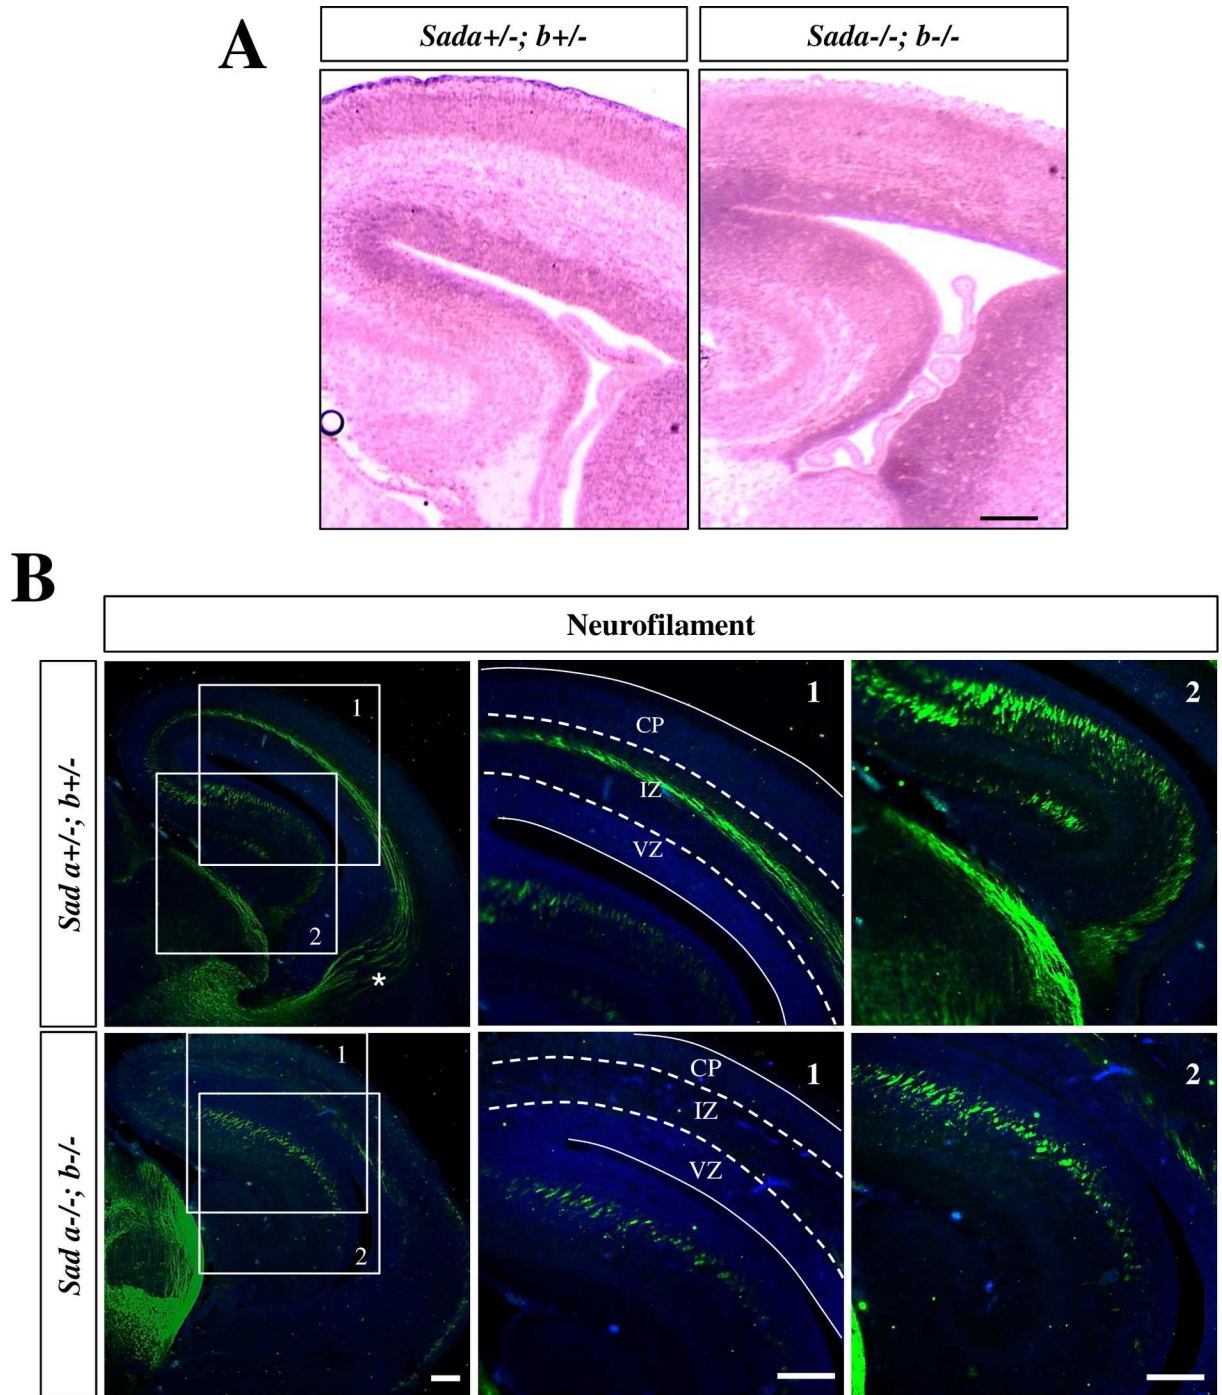 A
Sada+/-; b+/-
Sada-/-; b-/-
B
Neurofilament
Sad a+/-; b+/-
1
2
*
1
CP
IZ
VZ
2
Sad a-/-; b-/-
1
2
1
CP
IZ
VZ
2